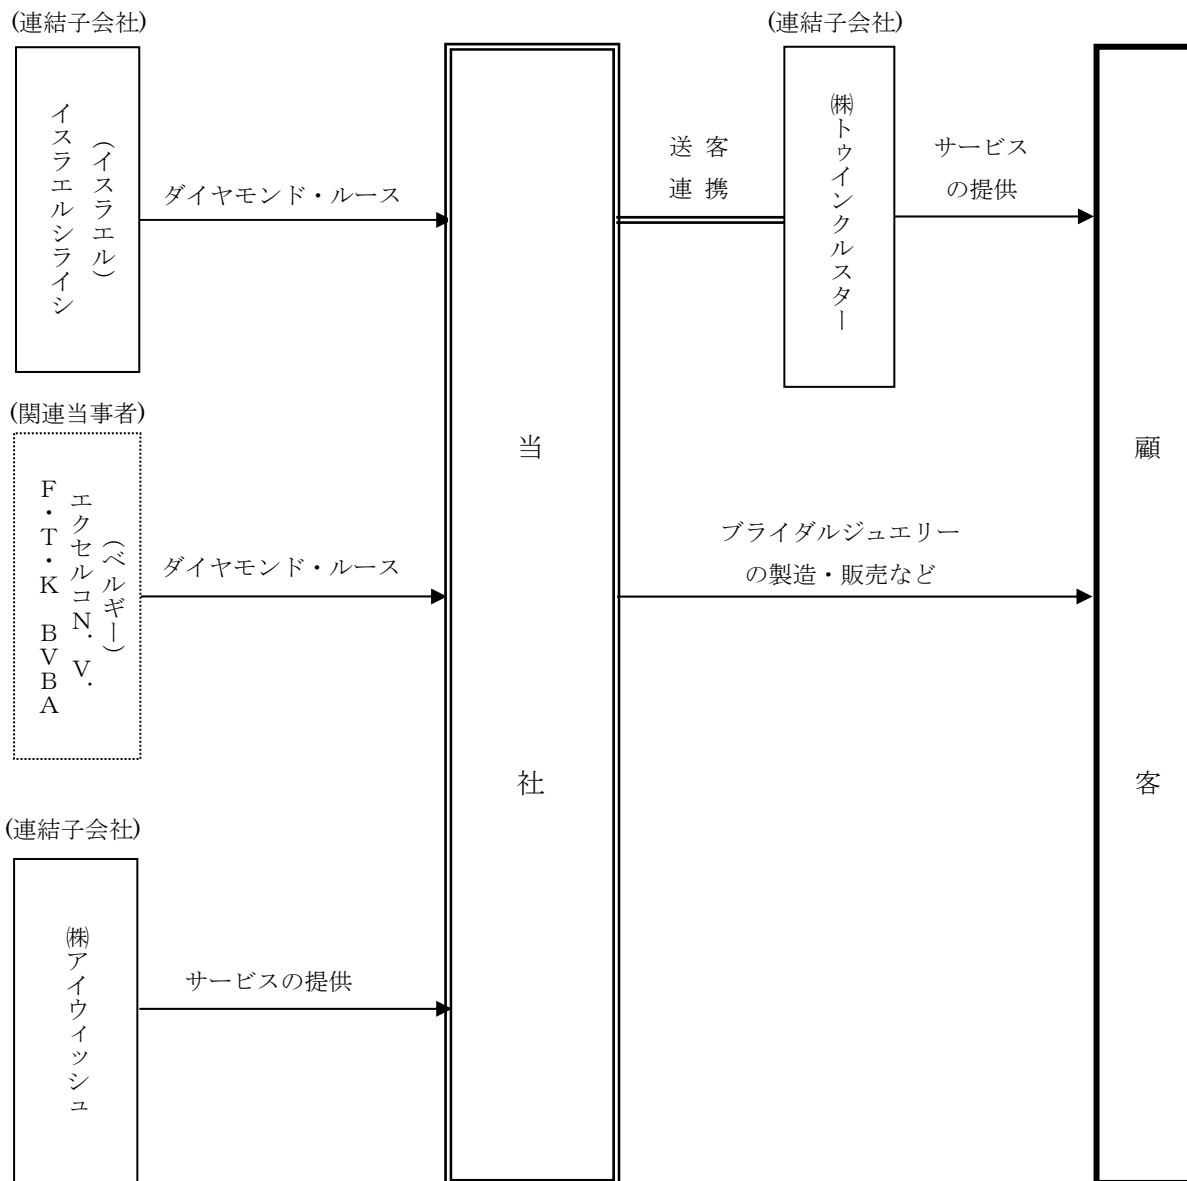 (連結子会社)
イスラエルシライシ
（イスラエル）
ダイヤモンド・ルース
(関連当事者)
F・T・K BVBA
エクセルコN.V.
（ベルギー）
ダイヤモンド・ルース
(連結子会社)
㈱アイウィッシュ
サービスの提供
当社
送客
連携
(連結子会社)
㈱トゥインクルスター
サービス
の提供
ブライダルジュエリー
の製造・販売など
顧客